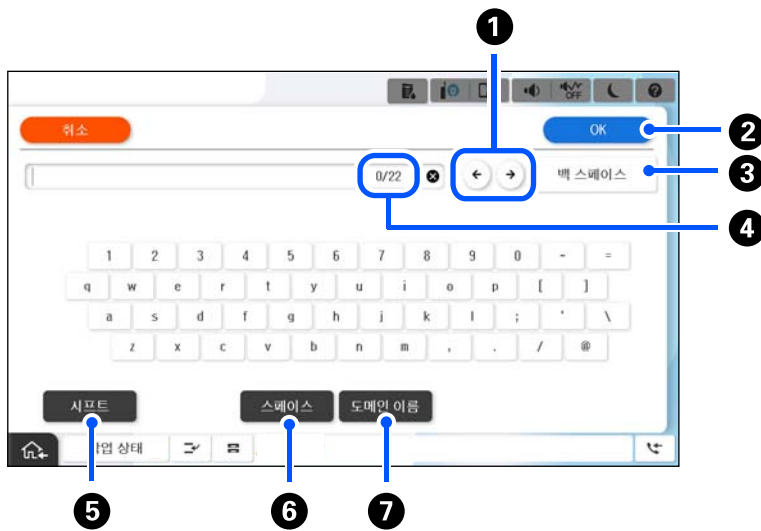 1
OFF
취소
OK
2
0/22
백 스페이스
3
4
1 2 3 4 5 6 7 8 9 0 - =
q w e r t y u i o p [ ]
a s d f g h j k l ; ' \
z x c v b n m , . / @
시프트
스페이스
도메인 이름
상태
5
6
7